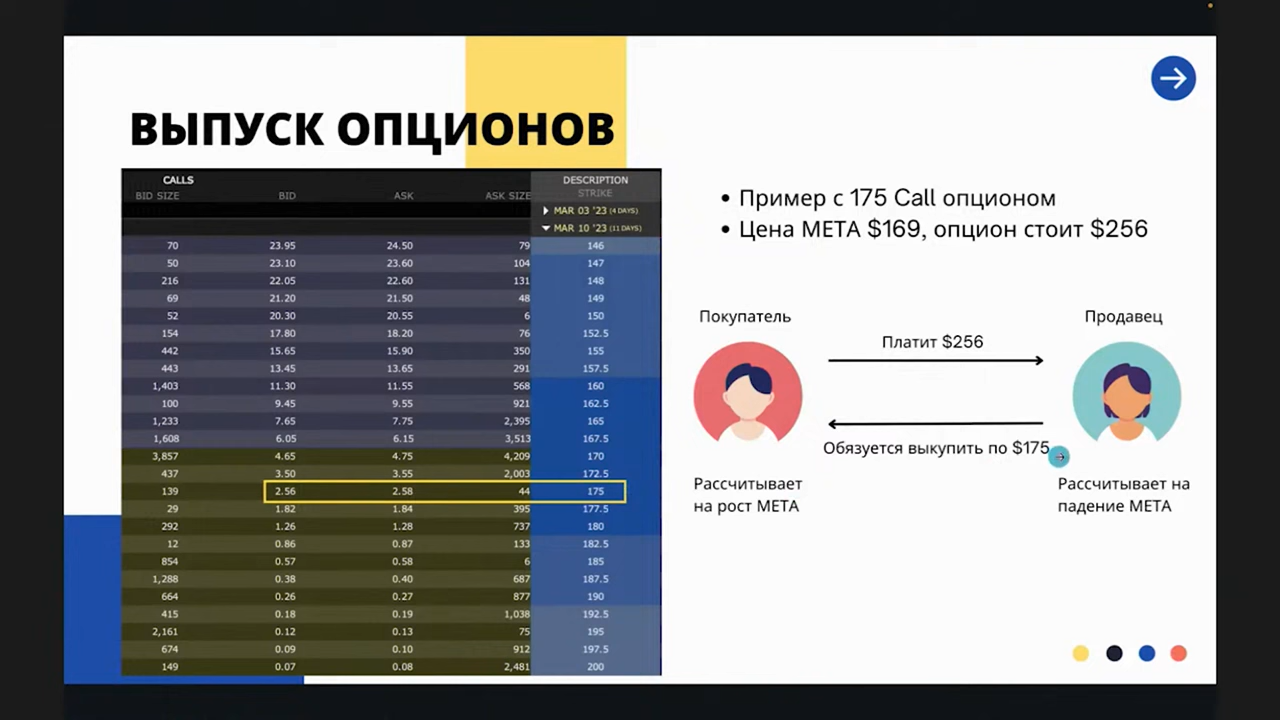 ВЫПУСК ОПЦИОНОВ
CALLS DESCRIPTION
BID SIZE BID ASK ASK SIZE STRIKE
MAR 03 '23 (4 DAYS)
MAR 10 '23 (11 DAYS)
70 23.95 24.50 79 146
50 23.10 23.60 104 147
216 22.05 22.60 131 148
69 21.20 21.50 48 149
52 20.30 20.55 6 150
154 17.80 18.20 76 152.5
442 15.65 15.90 350 155
443 13.45 13.65 291 157.5
1,403 11.30 11.55 568 160
100 9.45 9.55 921 162.5
1,233 7.65 7.75 2,395 165
1,608 6.05 6.15 3,513 167.5
3,857 4.65 4.75 4,209 170
437 3.50 3.55 2,003 172.5
139 2.56 2.58 44 175
29 1.82 1.84 395 177.5
292 1.26 1.28 737 180
12 0.86 0.87 133 182.5
854 0.57 0.58 6 185
1,288 0.38 0.40 687 187.5
664 0.26 0.27 877 190
415 0.18 0.19 1,038 192.5
2,161 0.12 0.13 75 195
674 0.09 0.10 912 197.5
149 0.07 0.08 2,481 200
• Пример с 175 Call опционом
• Цена META $169, опцион стоит $256
Покупатель
Продавец
Платит $256
Обязуется выкупить по $175
Рассчитывает
на рост META
Рассчитывает на
падение META